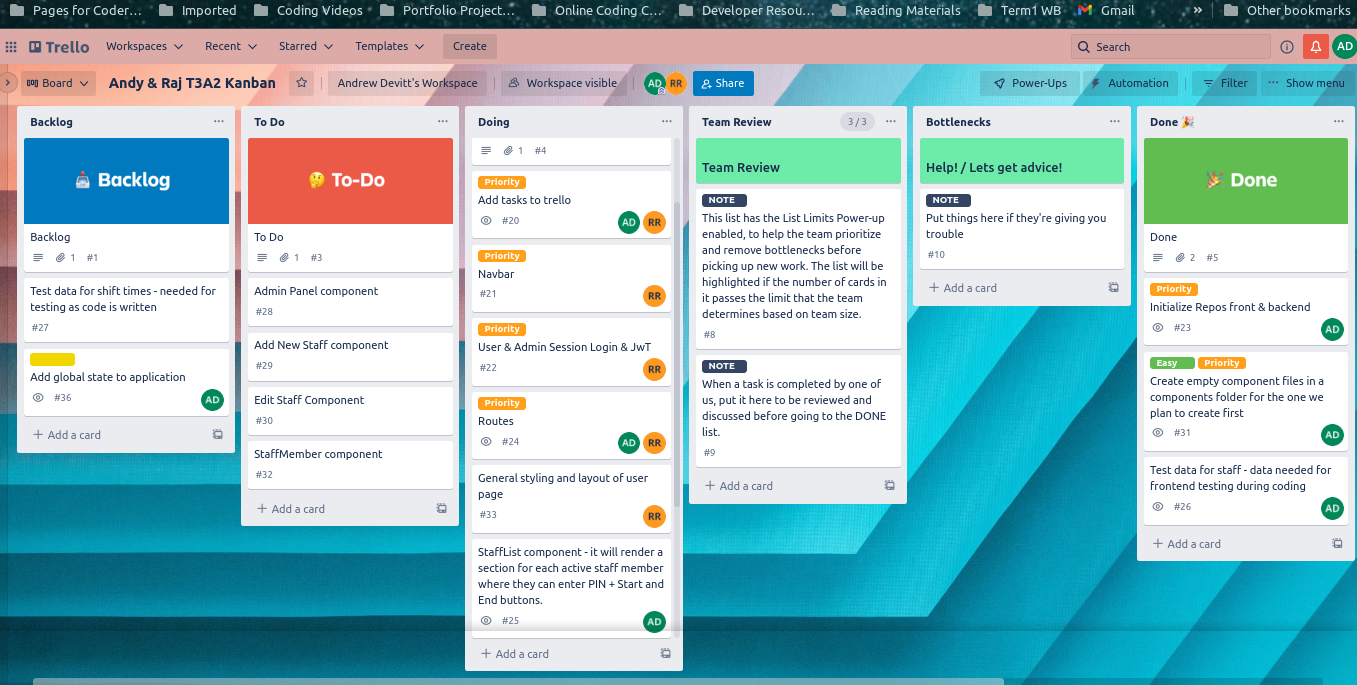 Pages for Coder...
Imported
Coding Videos
Portfolio Project...
Online Coding C...
Developer Resou...
Reading Materials
Term1 WB
Gmail
»
Other bookmarks
Trello
Workspaces
Recent
Starred
Templates
Create
Search
AD
Board
Andy & Raj T3A2 Kanban
Andrew Devitt's Workspace
Workspace visible
AD
RR
Share
Power-Ups
Automation
Filter
Show menu
Backlog
Backlog
Backlog
1 #1
Test data for shift times - needed for
testing as code is written
#27
Add global state to application
#36
AD
+ Add a card
To Do
To-Do
To Do
1 #3
Admin Panel component
#28
Add New Staff component
#29
Edit Staff Component
#30
StaffMember component
#32
+ Add a card
Doing
1 #4
Priority
Add tasks to trello
#20
AD RR
Priority
Navbar
#21
RR
Priority
User & Admin Session Login & JwT
#22
RR
Priority
Routes
#24
AD RR
General styling and layout of user
page
#33
RR
StaffList component - it will render a
section for each active staff member
where they can enter PIN + Start and
End buttons.
#25
AD
+ Add a card
Team Review
3 / 3
Team Review
NOTE
This list has the List Limits Power-up
enabled, to help the team prioritize
and remove bottlenecks before
picking up new work. The list will be
highlighted if the number of cards in
it passes the limit that the team
determines based on team size.
#8
NOTE
When a task is completed by one of
us, put it here to be reviewed and
discussed before going to the DONE
list.
#9
+ Add a card
Bottlenecks
Help! / Lets get advice!
NOTE
Put things here if they're giving you
trouble
#10
+ Add a card
Done 🎉
🎉 Done
Done
2 #5
Priority
Initialize Repos front & backend
#23
AD
Easy Priority
Create empty component files in a
components folder for the one we
plan to create first
#31
AD
Test data for staff - data needed for
frontend testing during coding
#26
AD
+ Add a card